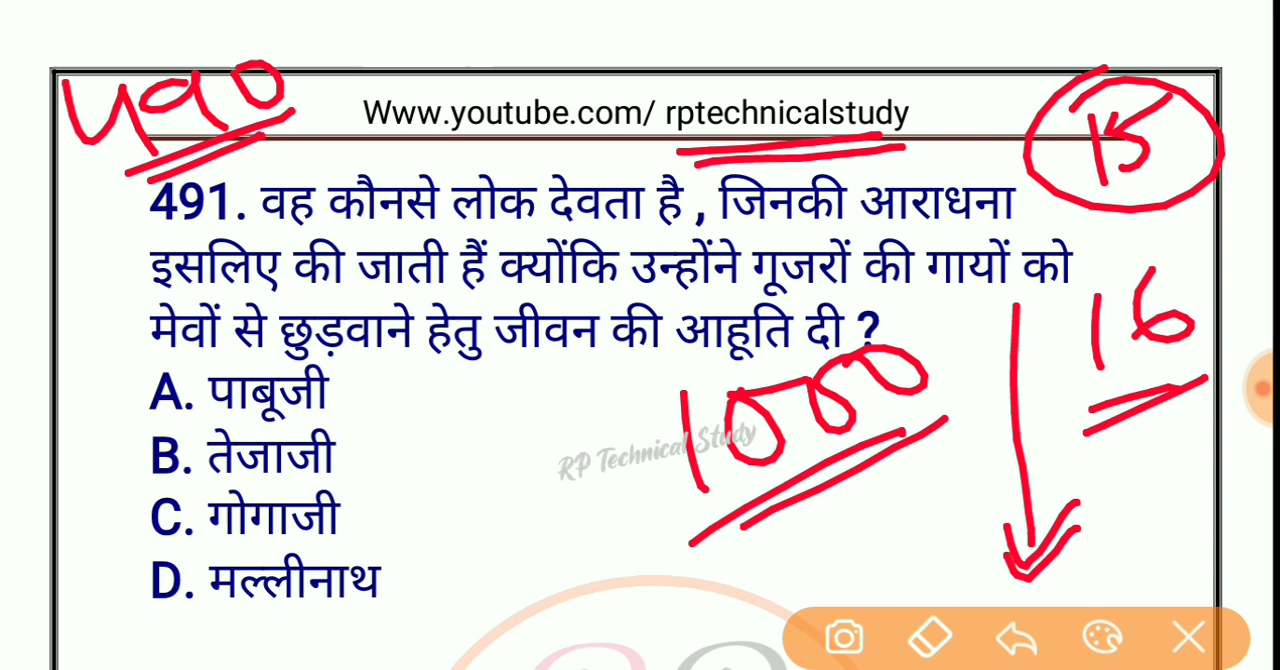 490
Www.youtube.com/ rptechnicalstudy
15
491. वह कौनसे लोक देवता है , जिनकी आराधना
इसलिए की जाती हैं क्योंकि उन्होंने गूजरों की गायों को
मेवों से छुड़वाने हेतु जीवन की आहूति दी ?
16
1000
A. पाबूजी
B. तेजाजी
RP Technical Study
C. गोगाजी
D. मल्लीनाथ